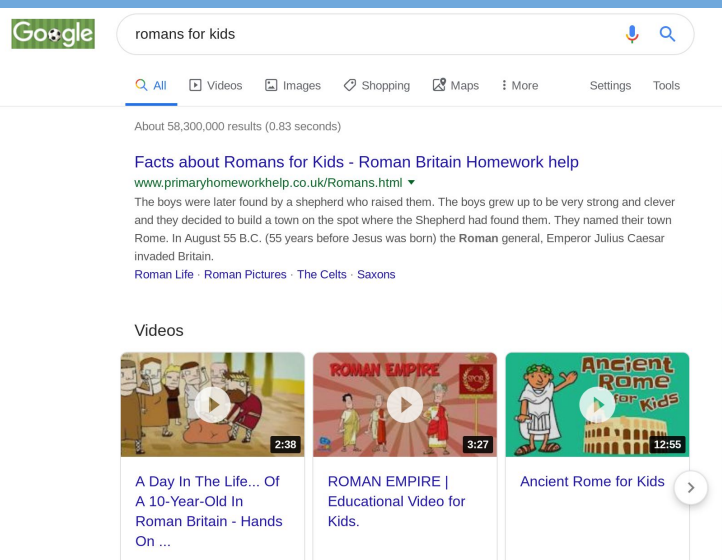 Google
romans for kids
All Videos Images Shopping Maps More Settings Tools
About 58,300,000 results (0.83 seconds)
Facts about Romans for Kids - Roman Britain Homework help
www.primaryhomeworkhelp.co.uk/Romans.html
The boys were later found by a shepherd who raised them. The boys grew up to be very strong and clever
and they decided to build a town on the spot where the Shepherd had found them. They named their town
Rome. In August 55 B.C. (55 years before Jesus was born) the Roman general, Emperor Julius Caesar
invaded Britain.
Roman Life · Roman Pictures · The Celts · Saxons
Videos
2:38
ROMAN EMPIRE
SPQR
3:27
Ancient
Rome
for Kids
12:55
A Day In The Life... Of
A 10-Year-Old In
Roman Britain - Hands
On ...
ROMAN EMPIRE |
Educational Video for
Kids.
Ancient Rome for Kids